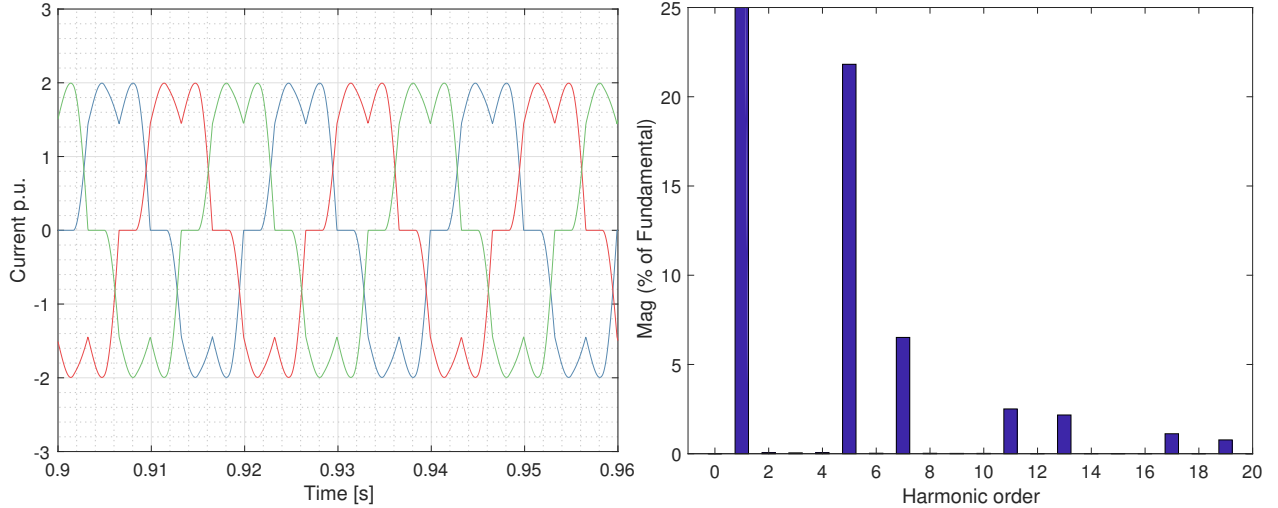 3
2
1
0
-1
-2
-3
Current p.u.
0.9 0.91 0.92 0.93 0.94 0.95 0.96
Time [s]
25
20
15
10
5
0
Mag (% of Fundamental)
0 2 4 6 8 10 12 14 16 18 20
Harmonic order